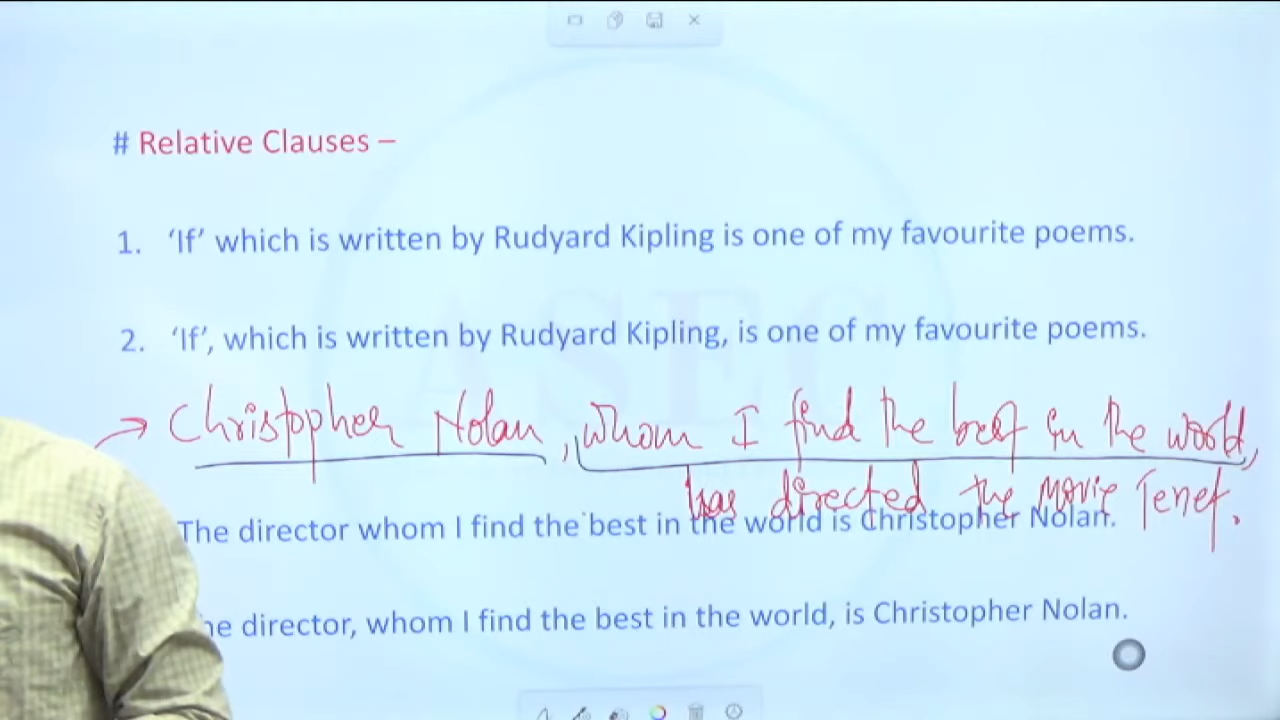 # Relative Clauses –
1. ‘If’ which is written by Rudyard Kipling is one of my favourite poems.
2. ‘If’, which is written by Rudyard Kipling, is one of my favourite poems.
→ Christopher Nolan, whom I find the best in the world,
has directed the movie Tenet.
The director whom I find the best in the world is Christopher Nolan.
he director, whom I find the best in the world, is Christopher Nolan.